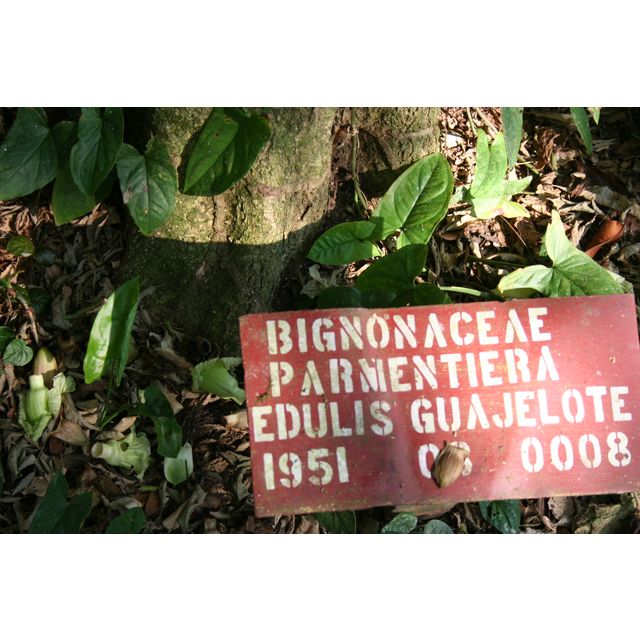 BIGNONACEAE
PARMENTIERA
EDULIS GUAJELOTE
1951 0008